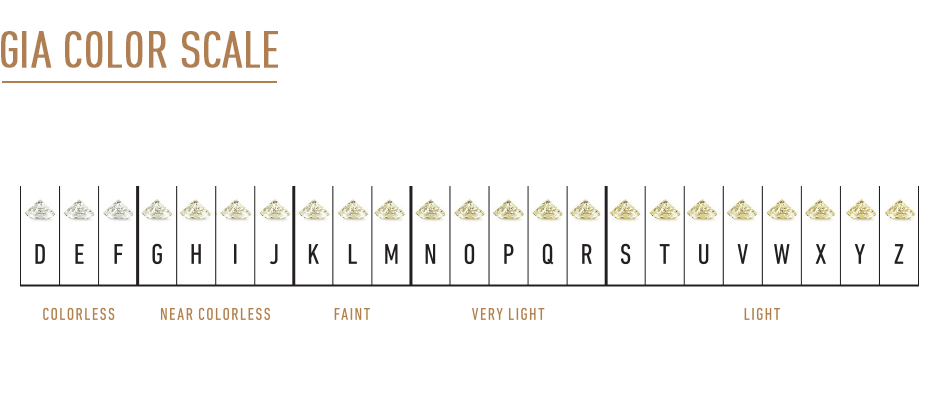 GIA COLOR SCALE
D E F G H I J K L M N O P Q R S T U V W X Y Z
COLORLESS NEAR COLORLESS FAINT VERY LIGHT LIGHT